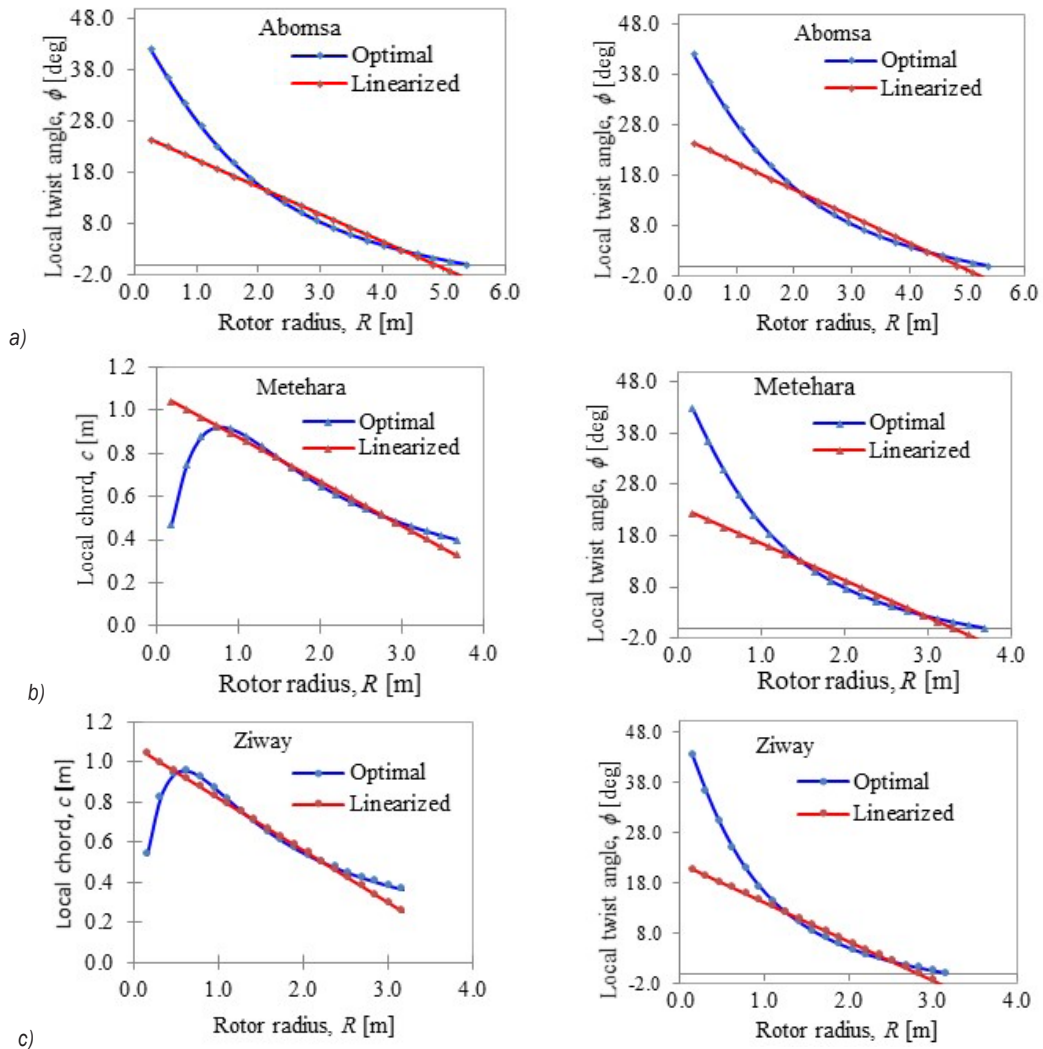 48.0
38.0
28.0
18.0
8.0
-2.0
Local twist angle, ϕ [deg]
Abomsa
Optimal
Linearized
0.0 1.0 2.0 3.0 4.0 5.0 6.0
Rotor radius, R [m]
48.0
38.0
28.0
18.0
8.0
-2.0
Local twist angle, ϕ [deg]
Abomsa
Optimal
Linearized
0.0 1.0 2.0 3.0 4.0 5.0 6.0
Rotor radius, R [m]
a)
1.2
1.0
0.8
0.6
0.4
0.2
0.0
Local chord, c [m]
Metehara
Optimal
Linearized
0.0 1.0 2.0 3.0 4.0
Rotor radius, R [m]
48.0
38.0
28.0
18.0
8.0
-2.0
Local twist angle, ϕ [deg]
Metehara
Optimal
Linearized
0.0 1.0 2.0 3.0 4.0
Rotor radius, R [m]
b)
1.2
1.0
0.8
0.6
0.4
0.2
0.0
Local chord, c [m]
Ziway
Optimal
Linearized
0.0 1.0 2.0 3.0 4.0
Rotor radius, R [m]
48.0
38.0
28.0
18.0
8.0
-2.0
Local twist angle, ϕ [deg]
Ziway
Optimal
Linearized
0.0 1.0 2.0 3.0 4.0
Rotor radius, R [m]
c)